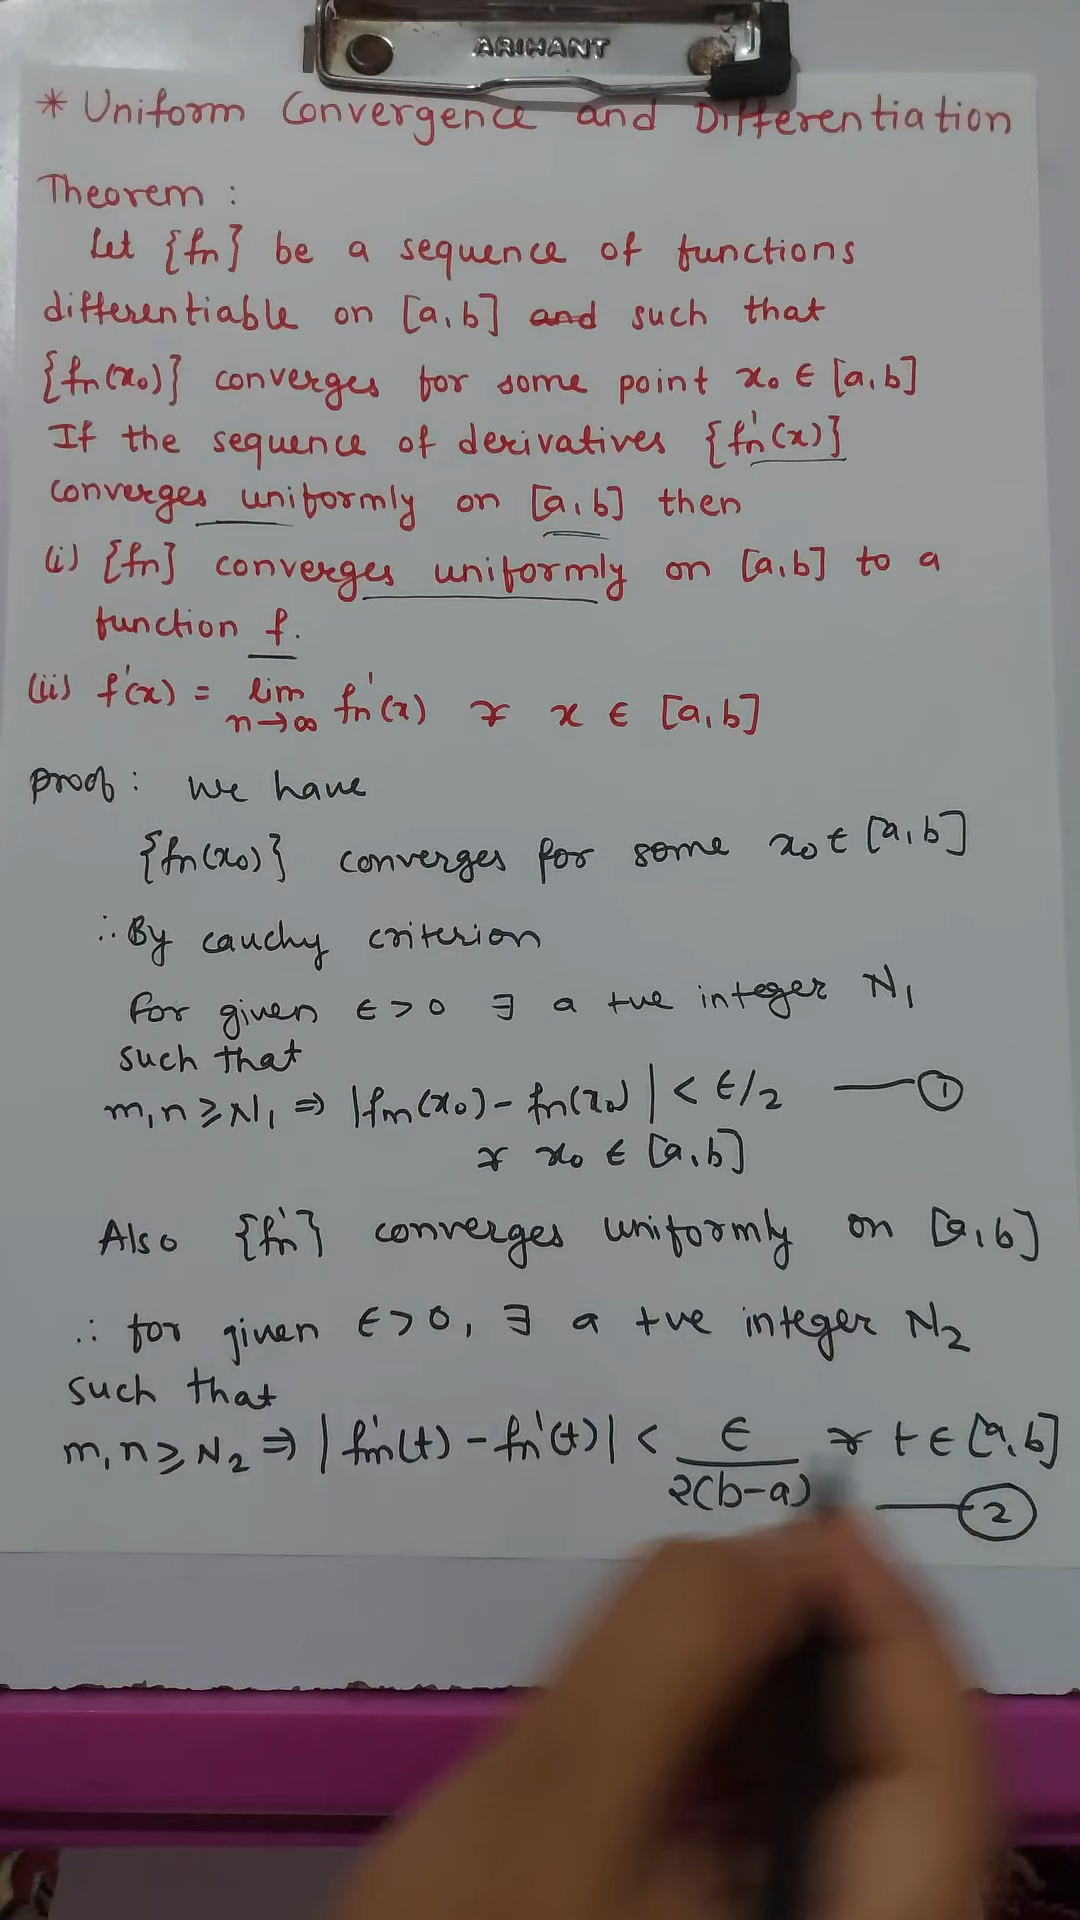 ARIHANT
* Uniform Convergence and Differentiation
Theorem :
Let {fn} be a sequence of functions
differentiable on [a,b] and such that
{fn(x₀)} converges for some point x₀ ∈ [a,b]
If the sequence of derivatives {fn'(x)}
converges uniformly on [a,b] then
(i) {fn} converges uniformly on [a,b] to a
function f.
(ii) f'(x) = lim n→∞ fn'(x) ∀ x ∈ [a,b]
Proof : We have
{fn(x₀)} converges for some x₀ ∈ [a,b]
∴ By cauchy criterion
for given ε > 0 ∃ a +ve integer N₁
such that
m,n ≥ N₁ ⇒ |fm(x₀) - fn(x₀)| < ε/2 —— ①
∀ x₀ ∈ [a,b]
Also {fn'} converges uniformly on [a,b]
∴ for given ε > 0, ∃ a +ve integer N₂
such that
m,n ≥ N₂ ⇒ |fm'(t) - fn'(t)| < ε/2(b-a) ∀ t ∈ [a,b]
—— ②